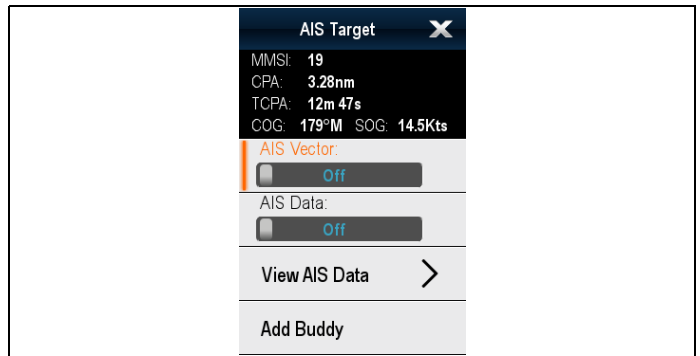 AIS Target
MMSI: 19
CPA: 3.28nm
TCPA: 12m 47s
COG: 179°M SOG: 14.5Kts
AIS Vector:
Off
AIS Data:
Off
View AIS Data
Add Buddy